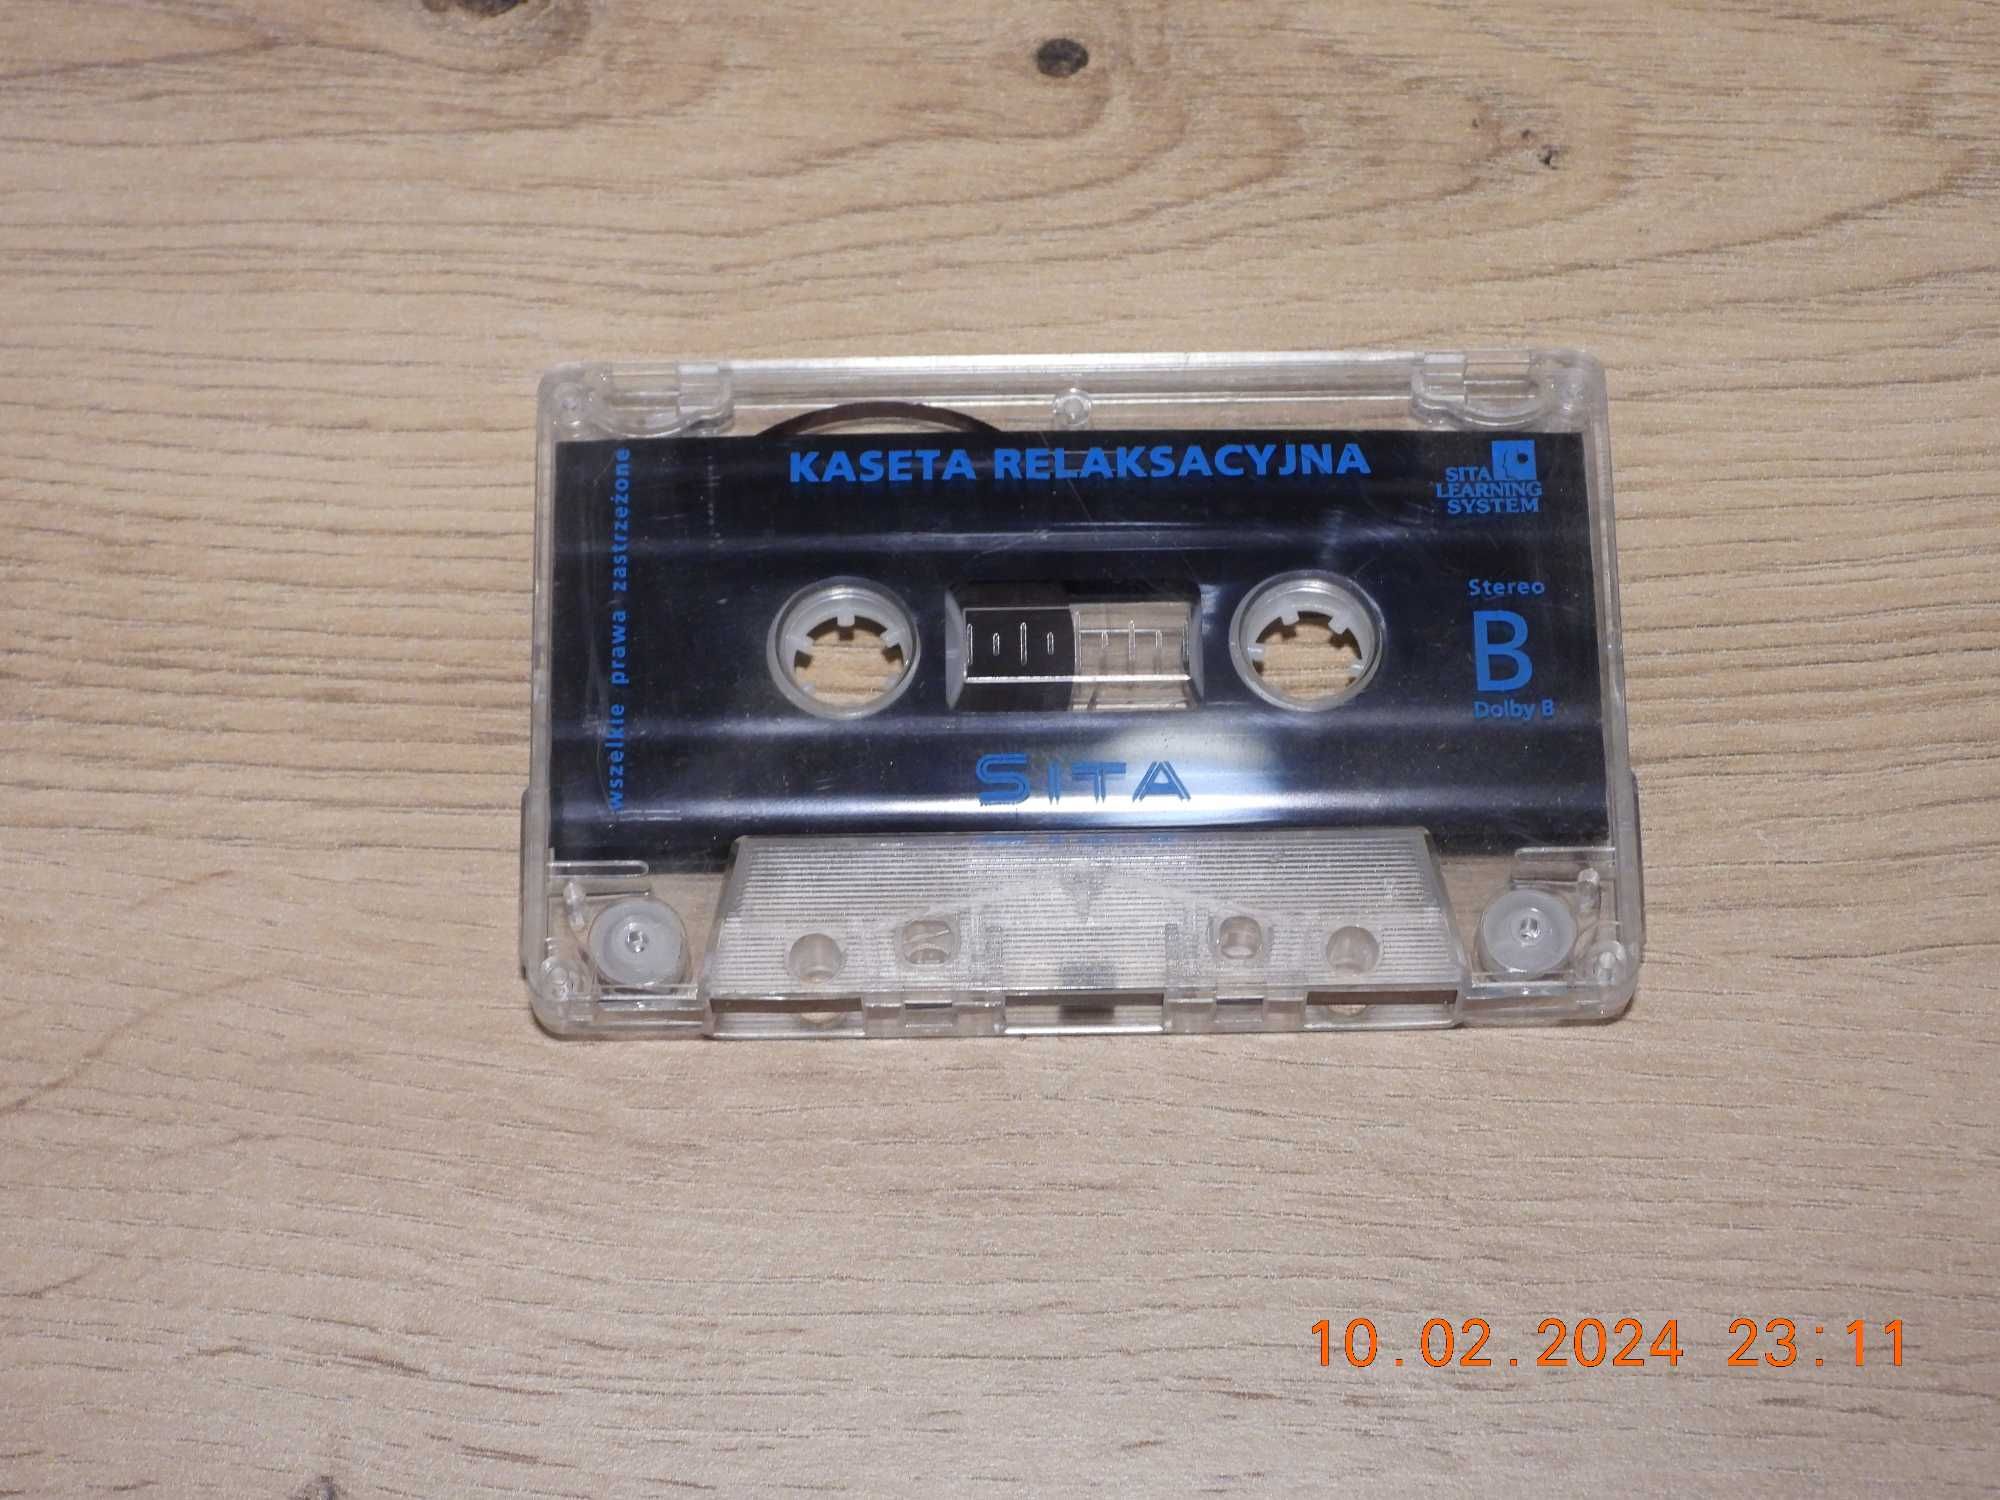 KASETA RELAKSACYJNA
SITA
LEARNING
SYSTEM
wszelkie prawa zastrzeżone
Stereo
B
Dolby B
SITA
10.02.2024 23:11